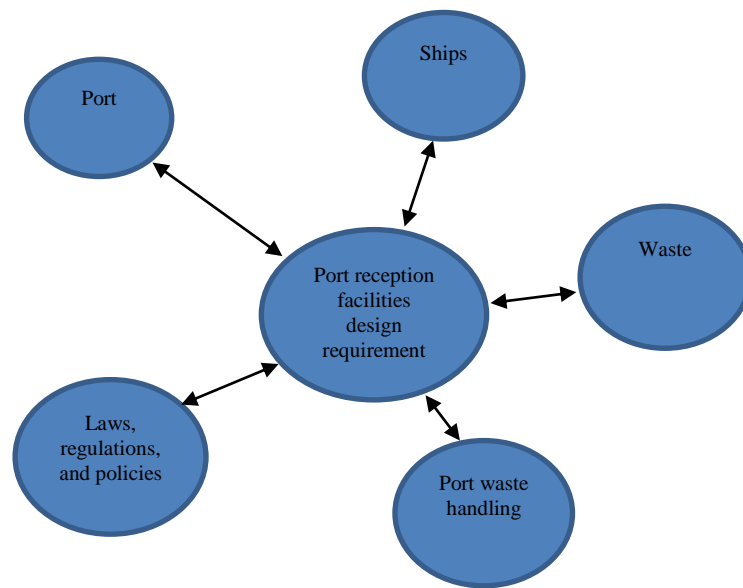 Ships
Port
Waste
Port reception
facilities
design
requirement
Laws,
regulations,
and policies
Port waste
handling